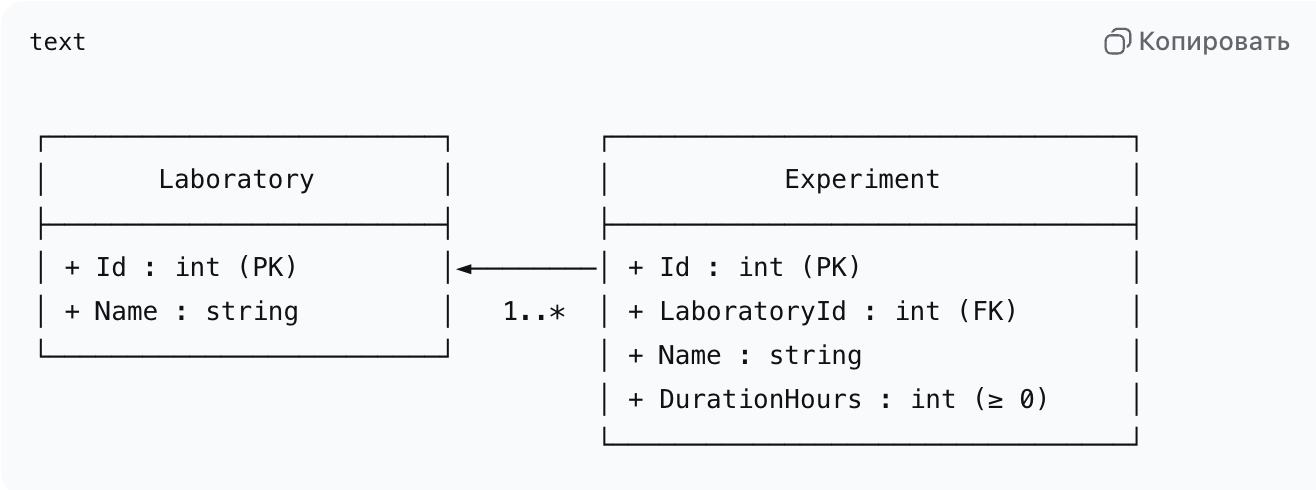 text
Копировать
Laboratory
Experiment
+ Id : int (PK)
+ Name : string
1..*
+ Id : int (PK)
+ LaboratoryId : int (FK)
+ Name : string
+ DurationHours : int (≥ 0)